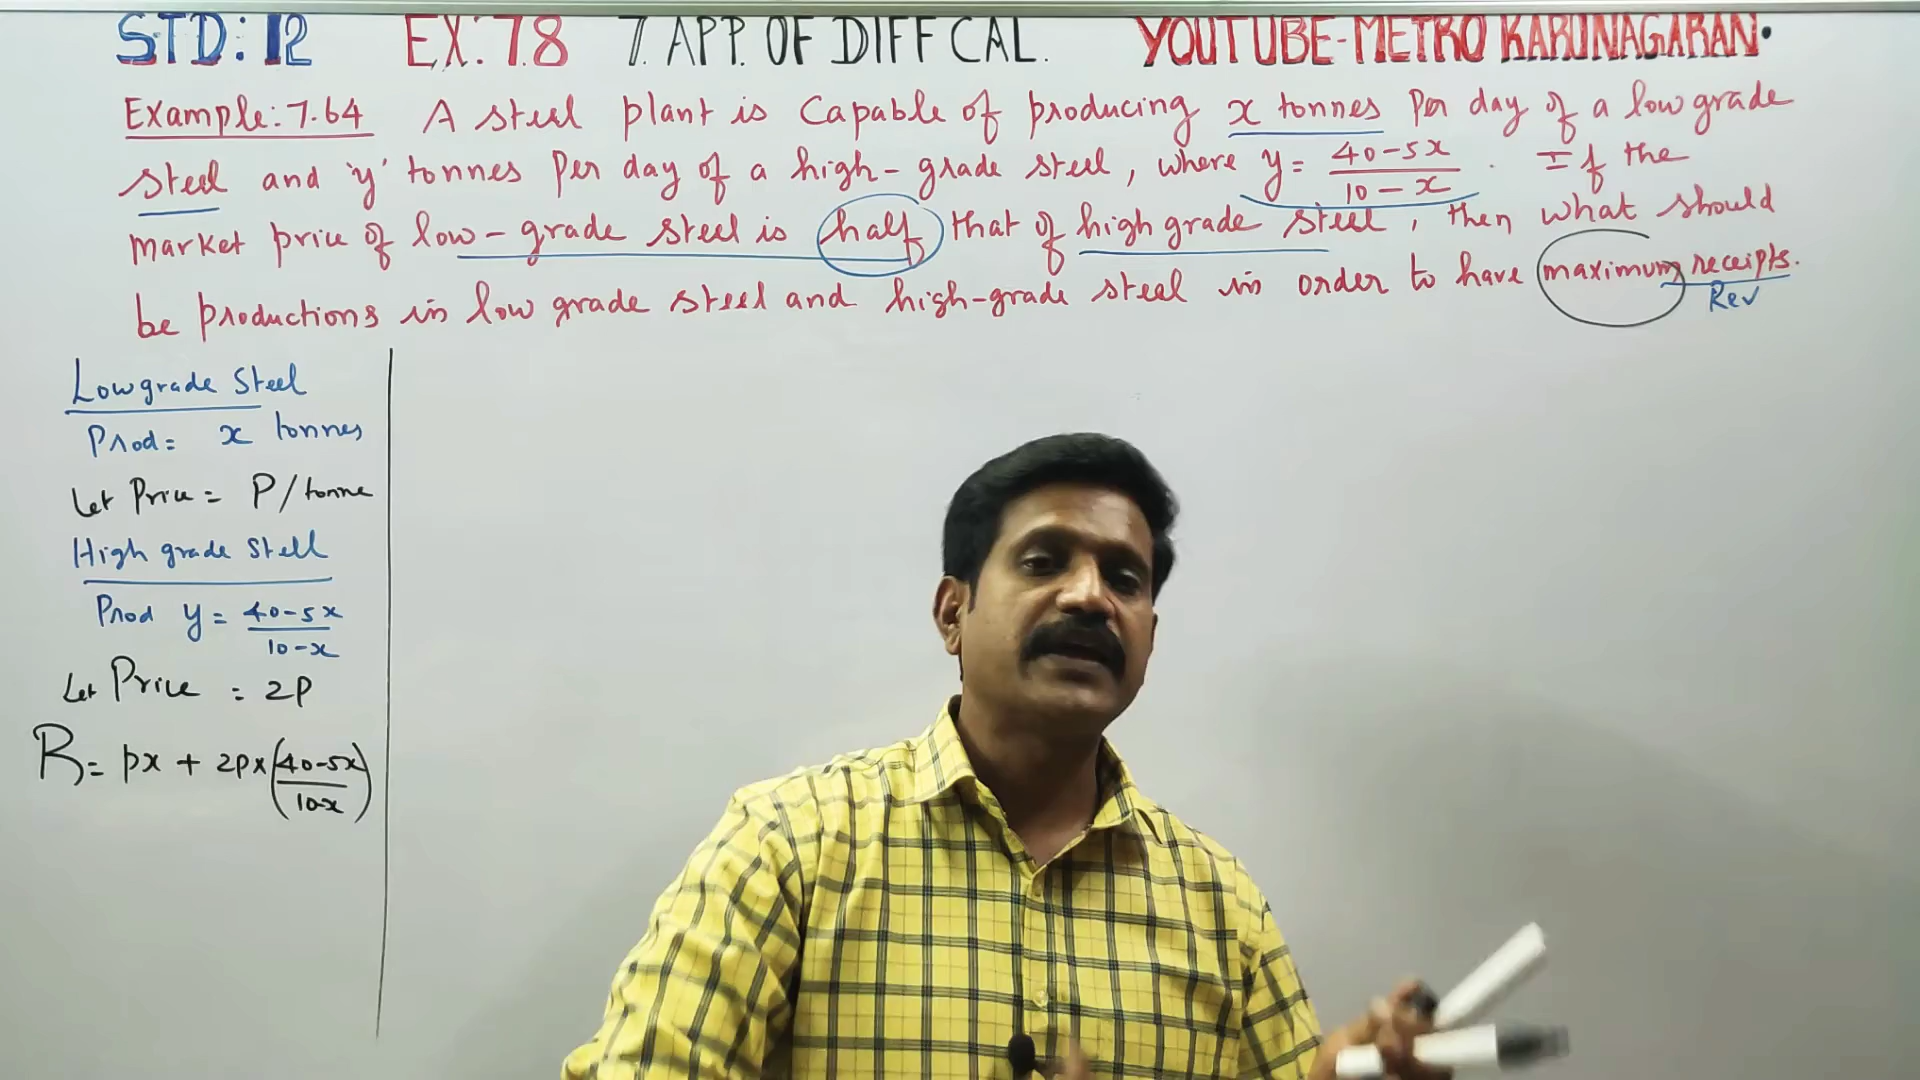 STD: 12 EX: 7.8 7. APP. OF DIFF CAL. YOUTUBE-METRO KARUNAGARAN.
Example: 7.64 A steel plant is Capable of producing x tonnes per day of a low grade
steel and 'y' tonnes per day of a high-grade steel, where y = 40-5x / 10-x . If the
market price of low-grade steel is half that of high grade steel, then what should
be productions in low grade steel and high-grade steel in order to have maximum receipts.
Rev
Low grade Steel
Prod = x tonnes
Let Price = P/tonne
High grade Stell
Prod y = 40-5x / 10-x
Let Price = 2P
R = px + 2p x (40-5x / 10-x)